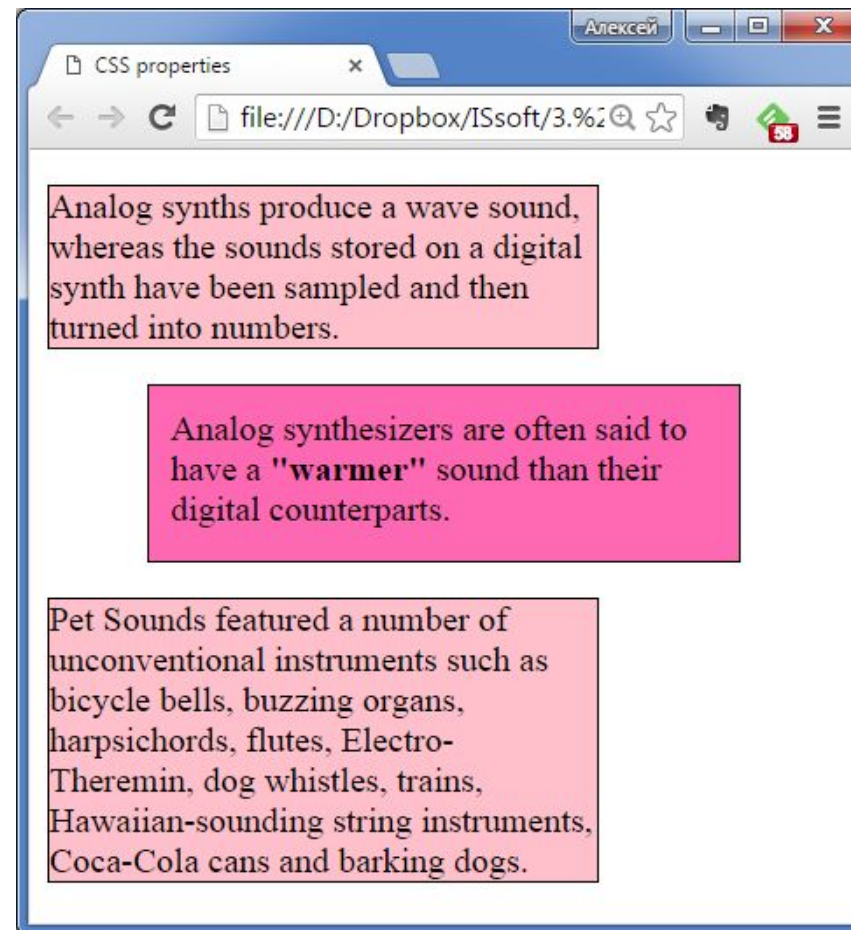 Алексей
CSS properties
file:///D:/Dropbox/ISsoft/3.%2
58
Analog synths produce a wave sound,
whereas the sounds stored on a digital
synth have been sampled and then
turned into numbers.
Analog synthesizers are often said to
have a "warmer" sound than their
digital counterparts.
Pet Sounds featured a number of
unconventional instruments such as
bicycle bells, buzzing organs,
harpsichords, flutes, Electro-
Theremin, dog whistles, trains,
Hawaiian-sounding string instruments,
Coca-Cola cans and barking dogs.